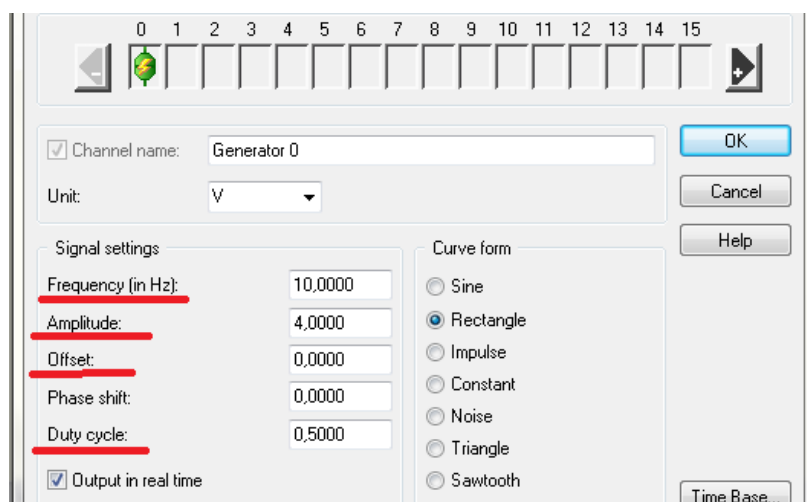 0 1 2 3 4 5 6 7 8 9 10 11 12 13 14 15
- +
Channel name: Generator 0
OK
Unit: V
Cancel
Help
Signal settings
Curve form
Frequency (in Hz): 10,0000
Sine
Amplitude: 4,0000
Rectangle
Offset: 0,0000
Impulse
Phase shift: 0,0000
Constant
Noise
Duty cycle: 0,5000
Triangle
Output in real time
Sawtooth
Time Base...